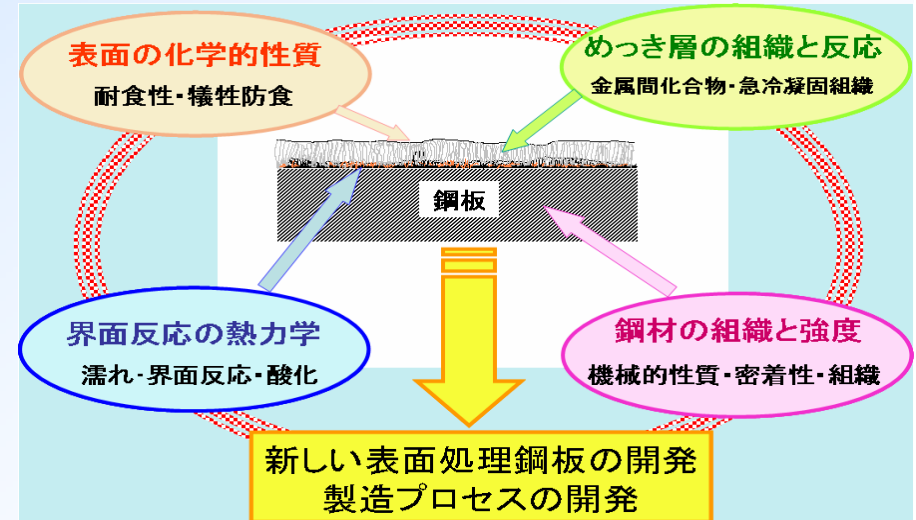 表面の化学的性質
耐食性・犠牲防食
めっき層の組織と反応
金属間化合物・急冷凝固組織
鋼板
界面反応の熱力学
濡れ・界面反応・酸化
鋼材の組織と強度
機械的性質・密着性・組織
新しい表面処理鋼板の開発
製造プロセスの開発